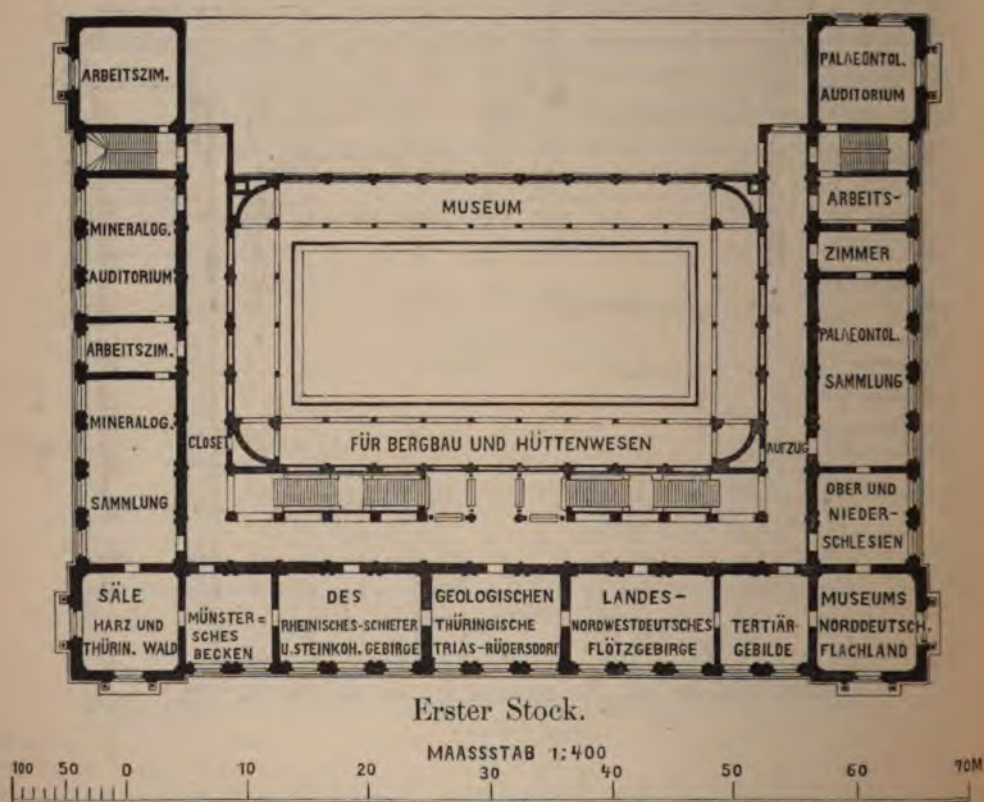 ARBEITSZIM.
PALAEONTOL.
AUDITORIUM
MUSEUM
ARBEITS-
MINERALOG.
AUDITORIUM
ZIMMER
ARBEITSZIM.
PALAEONTOL.
SAMMLUNG
MINERALOG.
SAMMLUNG
CLOSET
FÜR BERGBAU UND HÜTTENWESEN
AUFZUG
OBER UND
NIEDER-
SCHLESIEN
SÄLE
HARZ UND
THÜRIN. WALD
MÜNSTER=
SCHES
BECKEN
DES
RHEINISCHES-SCHIEFER
U. STEINKOH. GEBIRGE
GEOLOGISCHEN
THÜRINGISCHE
TRIAS-RÜDERSDORF
LANDES-
NORDWESTDEUTSCHES
FLÖTZGEBIRGE
TERTIÄR-
GEBILDE
MUSEUMS
NORDDEUTSCH.
FLACHLAND
Erster Stock.
MAASSSTAB 1:400
100 50 0 10 20 30 40 50 60 70M